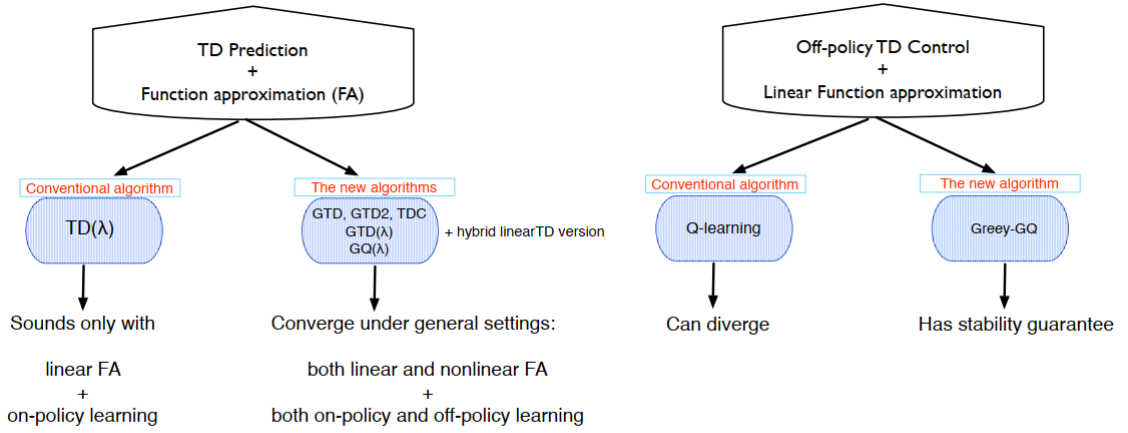 TD Prediction
+
Function approximation (FA)
Conventional algorithm
TD(λ)
Sounds only with
linear FA
+
on-policy learning
The new algorithms
GTD, GTD2, TDC
GTD(λ)
GQ(λ)
+ hybrid linearTD version
Converge under general settings:
both linear and nonlinear FA
+
both on-policy and off-policy learning
Off-policy TD Control
+
Linear Function approximation
Conventional algorithm
Q-learning
Can diverge
The new algorithm
Greey-GQ
Has stability guarantee